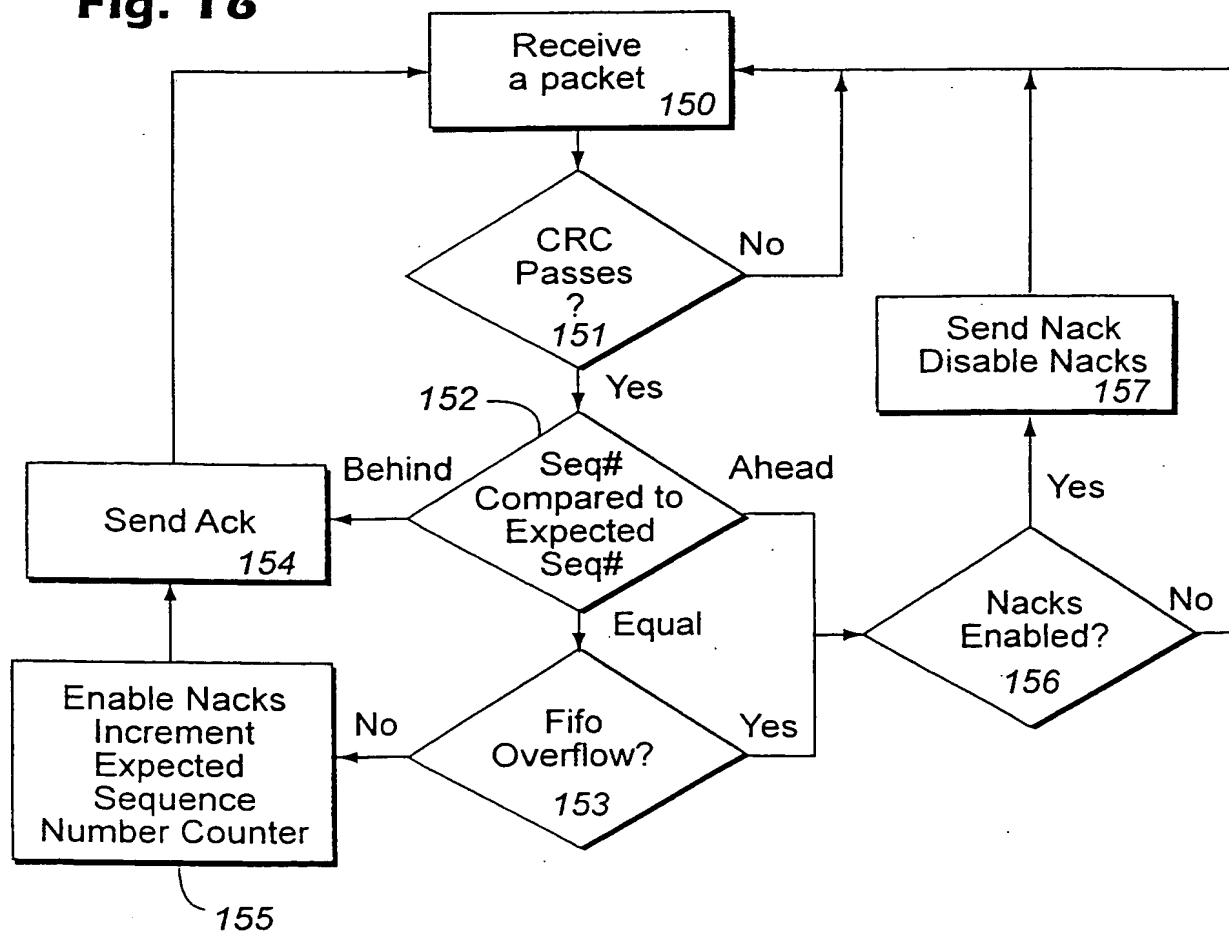 Fig. 16
Receive
a packet
150
CRC
Passes
?
151
No
Yes
152
Seq#
Compared to
Expected
Seq#
Behind
Ahead
Equal
Send Ack
154
Fifo
Overflow?
153
No
Yes
Enable Nacks
Increment
Expected
Sequence
Number Counter
155
Send Nack
Disable Nacks
157
Yes
Nacks
Enabled?
156
No